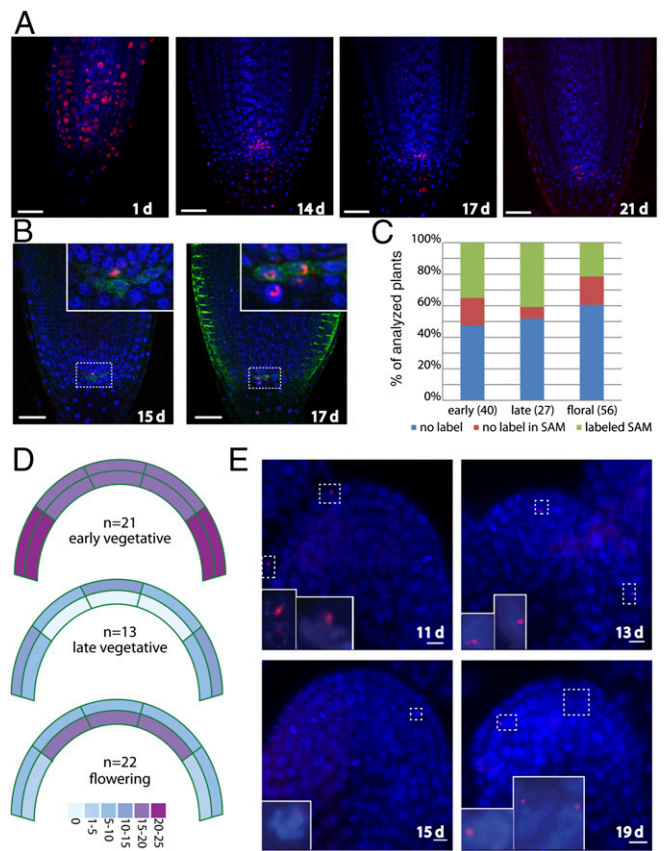 A
1 d
14 d
17 d
21 d
B
15 d
17 d
C
% of analyzed plants
100%
80%
60%
40%
20%
0%
early (40) late (27) floral (56)
no label no label in SAM labeled SAM
D
n=21
early vegetative
n=13
late vegetative
n=22
flowering
0
1-5
5-10
10-15
15-20
20-25
E
11 d
13 d
15 d
19 d